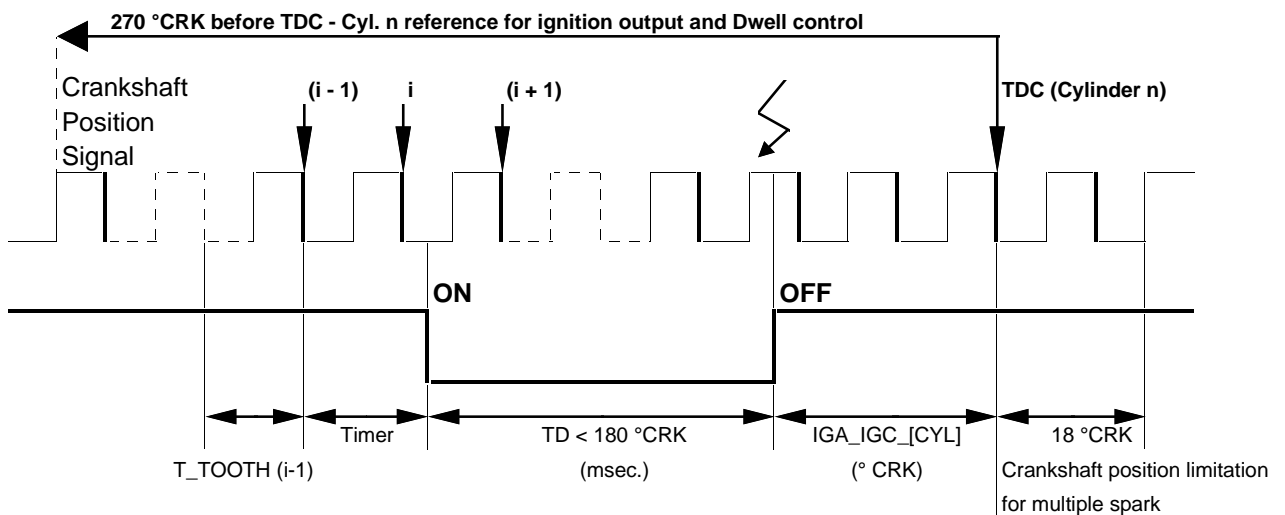 270 °CRK before TDC - Cyl. n reference for ignition output and Dwell control
Crankshaft
Position
Signal
(i - 1)
i
(i + 1)
TDC (Cylinder n)
ON
OFF
Timer
TD < 180 °CRK
IGA_IGC_[CYL]
18 °CRK
T_TOOTH (i-1)
(msec.)
(° CRK)
Crankshaft position limitation
for multiple spark